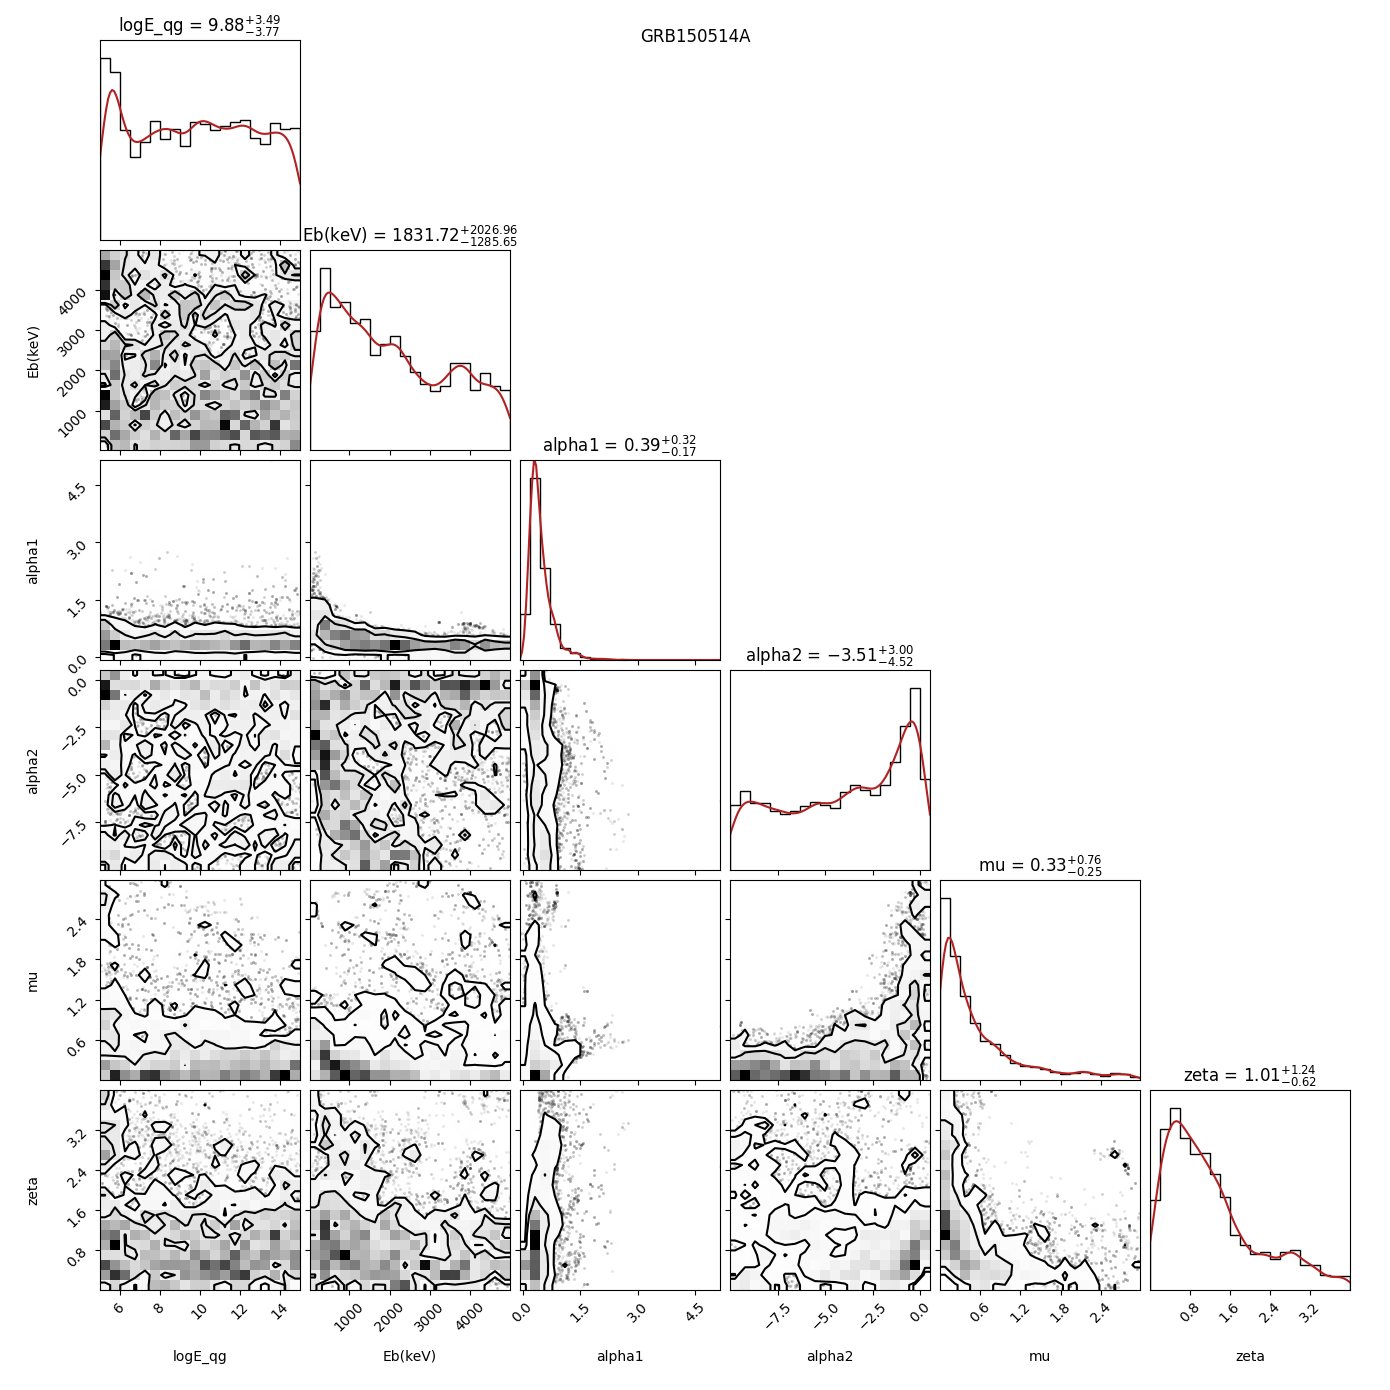 GRB150514A
logE_qg = 9.88+3.49 −3.77
Eb(keV) = 1831.72+2026.96 −1285.65
Eb(keV)
4000
3000
2000
1000
alpha1 = 0.39+0.32 −0.17
alpha1
4.5
3.0
1.5
0.0
alpha2 = −3.51+3.00 −4.52
alpha2
0.0
−2.5
−5.0
−7.5
mu = 0.33+0.76 −0.25
mu
2.4
1.8
1.2
0.6
zeta = 1.01+1.24 −0.62
zeta
3.2
2.4
1.6
0.8
6 8 10 12 14
1000 2000 3000 4000
0.0 1.5 3.0 4.5
−7.5 −5.0 −2.5 0.0
0.6 1.2 1.8 2.4
0.8 1.6 2.4 3.2
logE_qg Eb(keV) alpha1 alpha2 mu zeta